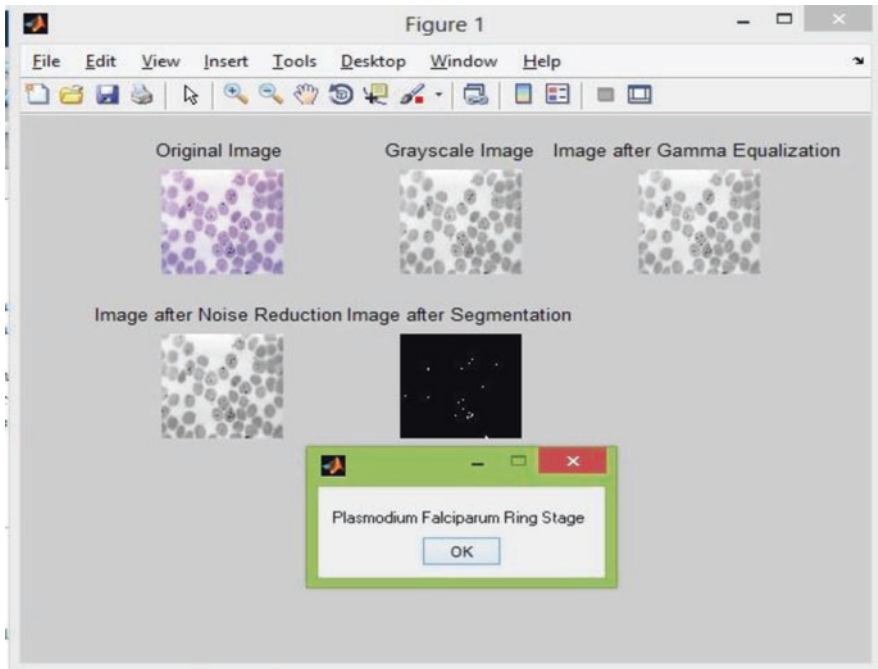 Figure 1
File Edit View Insert Tools Desktop Window Help
Original Image Grayscale Image Image after Gamma Equalization
Image after Noise Reduction Image after Segmentation
Plasmodium Falciparum Ring Stage
OK